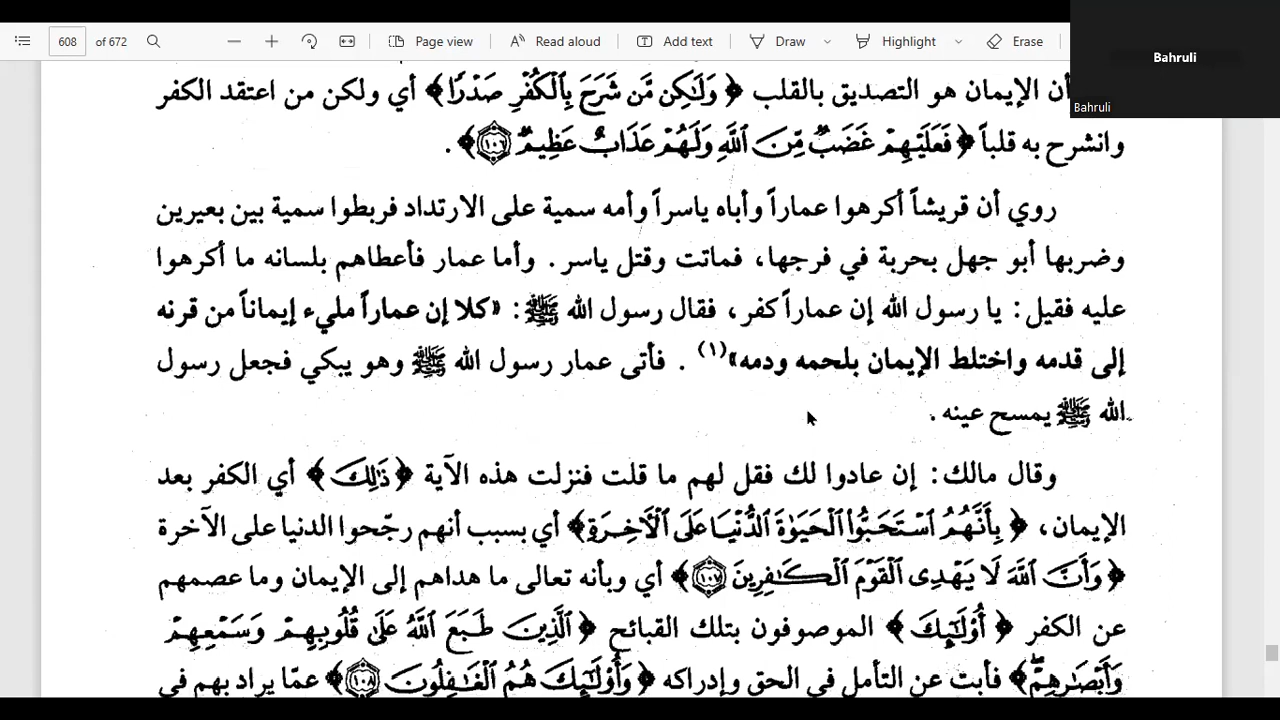 Bahruli
Bahruli
608 of 672 Page view Read aloud Add text Draw Highlight Erase
أن الإيمان هو التصديق بالقلب ﴿وَلَٰكِن مَّن شَرَحَ بِٱلْكُفْرِ صَدْرًا﴾ أي ولكن من اعتقد الكفر
وانشرح به قلباً ﴿فَعَلَيْهِمْ غَضَبٌ مِّنَ ٱللَّهِ وَلَهُمْ عَذَابٌ عَظِيمٌ ۝١٠٦﴾ .
روي أن قريشاً أكرهوا عماراً وأباه ياسراً وأمه سمية على الارتداد فربطوا سمية بين بعيرين
وضربها أبو جهل بحربة في فرجها، فماتت وقتل ياسر. وأما عمار فأعطاهم بلسانه ما أكرهوا
عليه فقيل: يا رسول الله إن عماراً كفر، فقال رسول الله ﷺ: «كلا إن عماراً مليء إيماناً من قرنه
إلى قدمه واختلط الإيمان بلحمه ودمه»(١) . فأتى عمار رسول الله ﷺ وهو يبكي فجعل رسول
الله ﷺ يمسح عينه.
وقال مالك: إن عادوا لك فقل لهم ما قلت فنزلت هذه الآية ﴿ذَٰلِكَ﴾ أي الكفر بعد
الإيمان، ﴿بِأَنَّهُمُ ٱسْتَحَبُّوا۟ ٱلْحَيَوٰةَ ٱلدُّنْيَا عَلَى ٱلْآخِرَةِ﴾ أي بسبب أنهم رجّحوا الدنيا على الآخرة
﴿وَأَنَّ ٱللَّهَ لَا يَهْدِى ٱلْقَوْمَ ٱلْكَٰفِرِينَ ۝١٠٧﴾ أي وبأنه تعالى ما هداهم إلى الإيمان وما عصمهم
عن الكفر ﴿أُو۟لَٰٓئِكَ﴾ الموصوفون بتلك القبائح ﴿ٱلَّذِينَ طَبَعَ ٱللَّهُ عَلَىٰ قُلُوبِهِمْ وَسَمْعِهِمْ
وَأَبْصَٰرِهِمْ ۖ﴾ فأبت عن التأمل في الحق وإدراكه ﴿وَأُو۟لَٰٓئِكَ هُمُ ٱلْغَٰفِلُونَ ۝١٠٨﴾ عمّا يراد بهم في